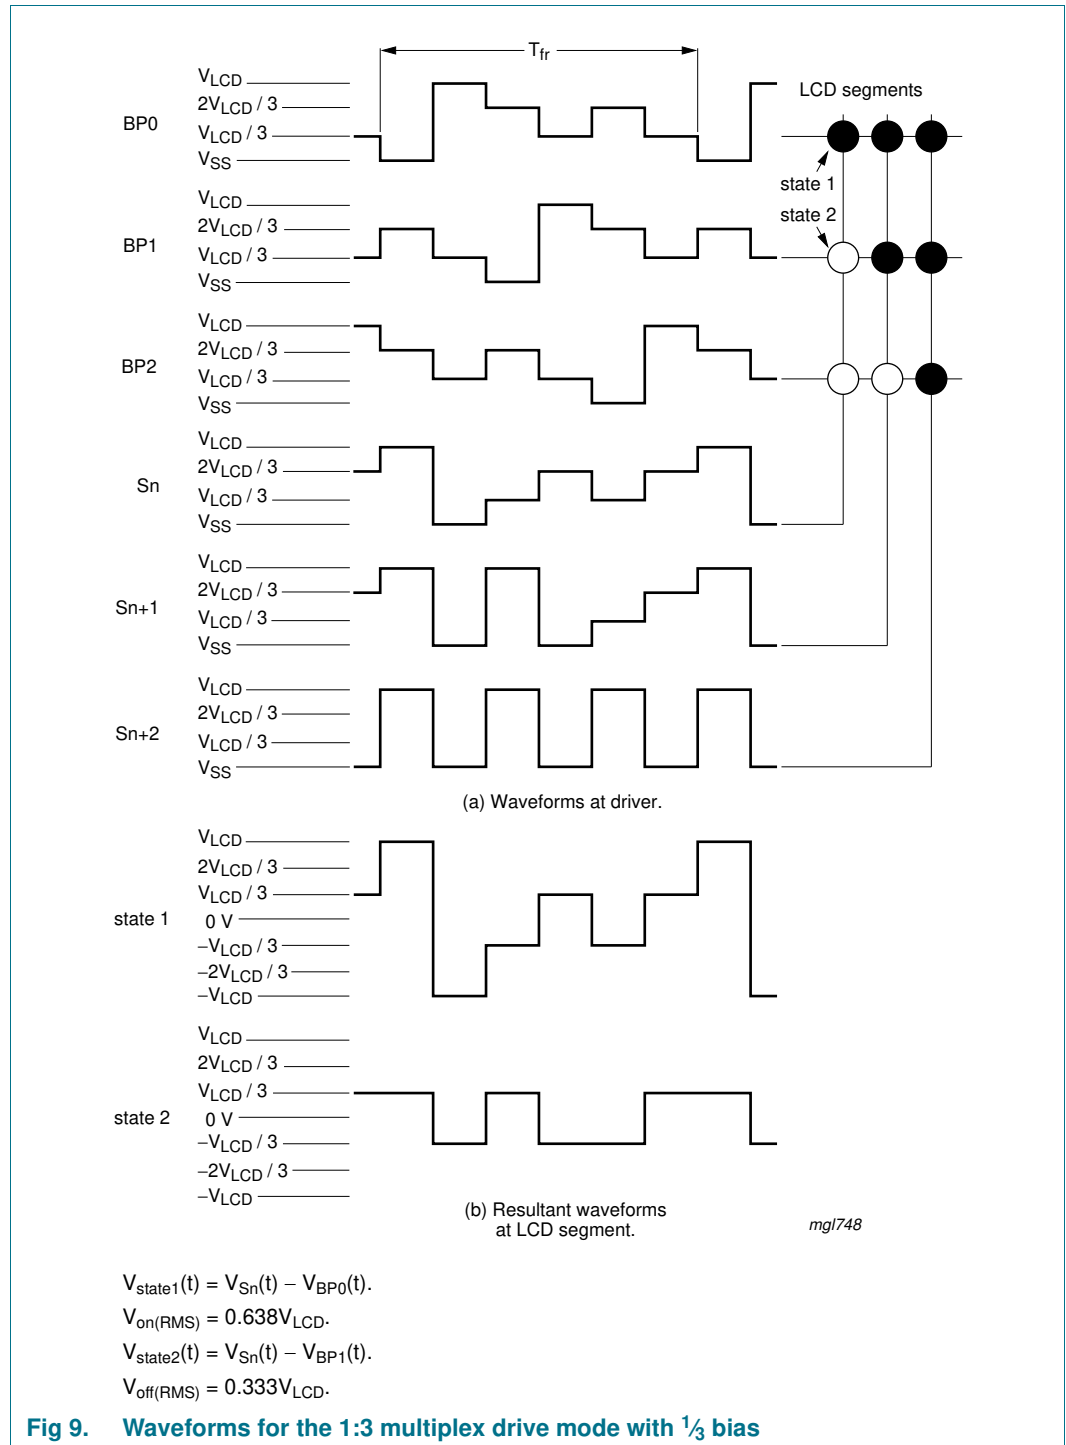 Tfr
VLCD
2VLCD / 3
BP0
VLCD / 3
VSS
LCD segments
state 1
state 2
VLCD
2VLCD / 3
BP1
VLCD / 3
VSS
VLCD
2VLCD / 3
BP2
VLCD / 3
VSS
VLCD
2VLCD / 3
Sn
VLCD / 3
VSS
VLCD
2VLCD / 3
Sn+1
VLCD / 3
VSS
VLCD
2VLCD / 3
Sn+2
VLCD / 3
VSS
(a) Waveforms at driver.
VLCD
2VLCD / 3
VLCD / 3
state 1
0 V
−VLCD / 3
−2VLCD / 3
−VLCD
VLCD
2VLCD / 3
VLCD / 3
state 2
0 V
−VLCD / 3
−2VLCD / 3
−VLCD
(b) Resultant waveforms
at LCD segment.
mgl748
Vstate1(t) = VSn(t) − VBP0(t).
Von(RMS) = 0.638VLCD.
Vstate2(t) = VSn(t) − VBP1(t).
Voff(RMS) = 0.333VLCD.
Fig 9. Waveforms for the 1:3 multiplex drive mode with 1⁄3 bias